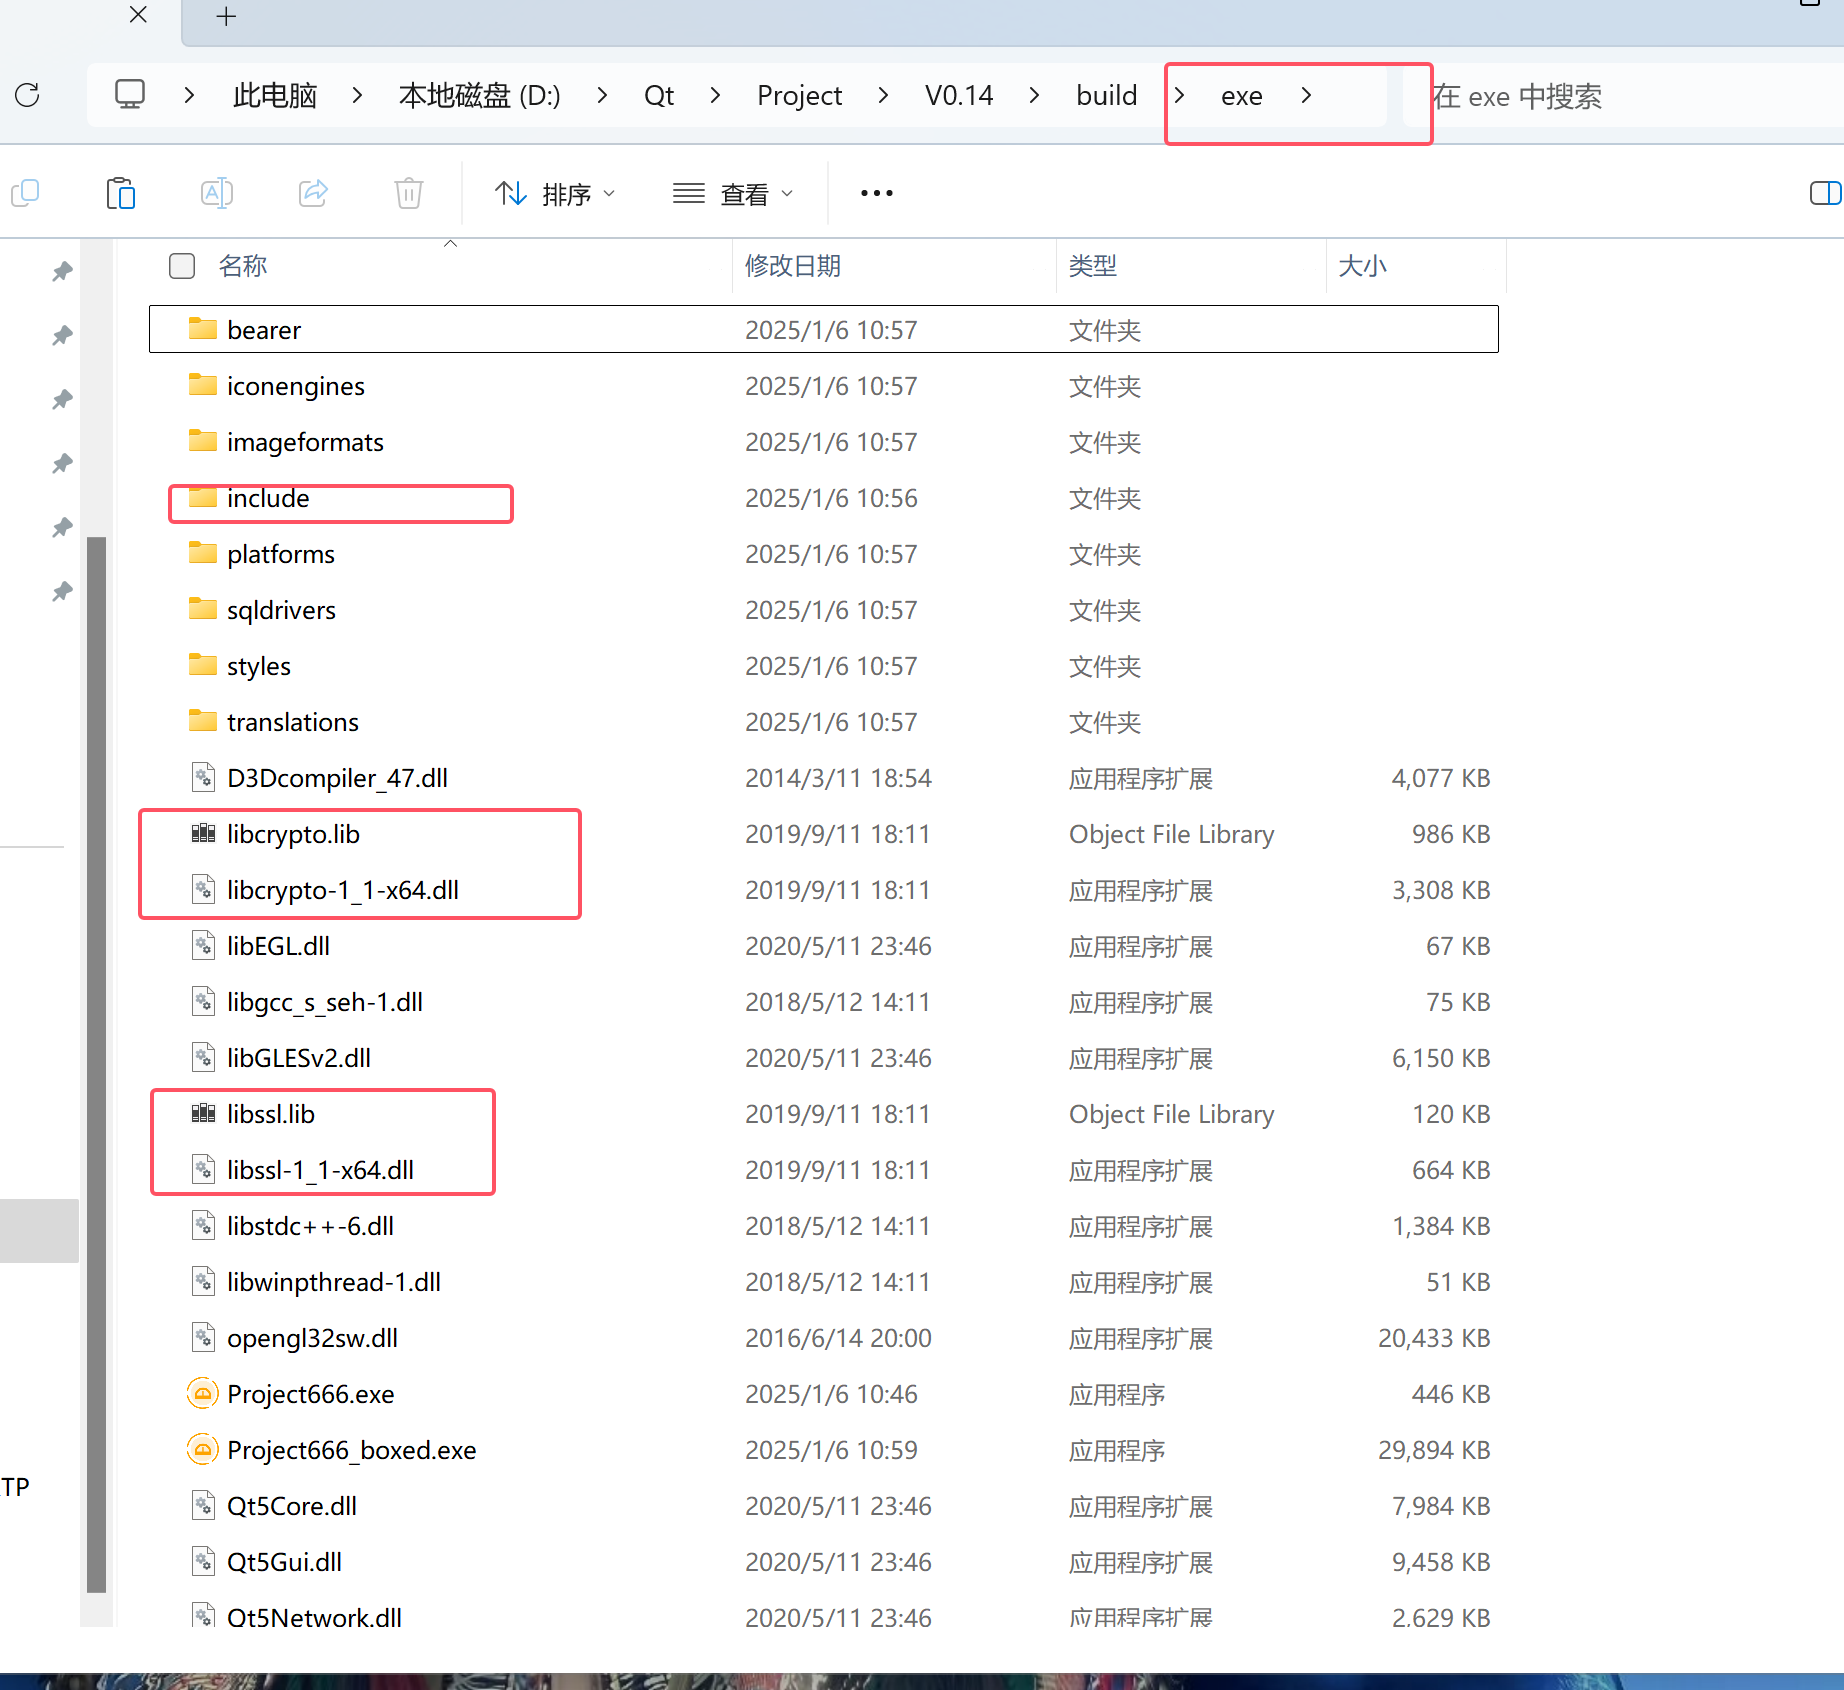 此电脑 本地磁盘 (D:) Qt Project V0.14 build exe 在 exe 中搜索
排序 查看
名称 修改日期 类型 大小
bearer 2025/1/6 10:57 文件夹
iconengines 2025/1/6 10:57 文件夹
imageformats 2025/1/6 10:57 文件夹
include 2025/1/6 10:56 文件夹
platforms 2025/1/6 10:57 文件夹
sqldrivers 2025/1/6 10:57 文件夹
styles 2025/1/6 10:57 文件夹
translations 2025/1/6 10:57 文件夹
D3Dcompiler_47.dll 2014/3/11 18:54 应用程序扩展 4,077 KB
libcrypto.lib 2019/9/11 18:11 Object File Library 986 KB
libcrypto-1_1-x64.dll 2019/9/11 18:11 应用程序扩展 3,308 KB
libEGL.dll 2020/5/11 23:46 应用程序扩展 67 KB
libgcc_s_seh-1.dll 2018/5/12 14:11 应用程序扩展 75 KB
libGLESv2.dll 2020/5/11 23:46 应用程序扩展 6,150 KB
libssl.lib 2019/9/11 18:11 Object File Library 120 KB
libssl-1_1-x64.dll 2019/9/11 18:11 应用程序扩展 664 KB
libstdc++-6.dll 2018/5/12 14:11 应用程序扩展 1,384 KB
libwinpthread-1.dll 2018/5/12 14:11 应用程序扩展 51 KB
opengl32sw.dll 2016/6/14 20:00 应用程序扩展 20,433 KB
Project666.exe 2025/1/6 10:46 应用程序 446 KB
Project666_boxed.exe 2025/1/6 10:59 应用程序 29,894 KB
TP
Qt5Core.dll 2020/5/11 23:46 应用程序扩展 7,984 KB
Qt5Gui.dll 2020/5/11 23:46 应用程序扩展 9,458 KB
Qt5Network.dll 2020/5/11 23:46 应用程序扩展 2,629 KB